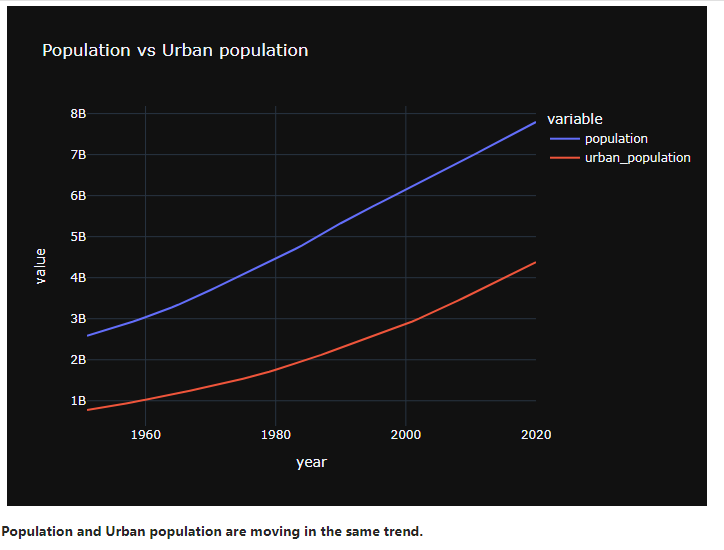 Population vs Urban population
variable
population
urban_population
8B
7B
6B
5B
4B
3B
2B
1B
value
1960 1980 2000 2020
year
Population and Urban population are moving in the same trend.